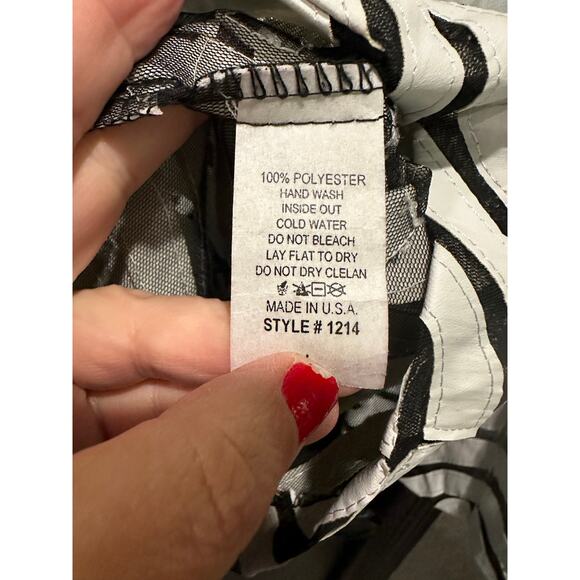 100% POLYESTER
HAND WASH
INSIDE OUT
COLD WATER
DO NOT BLEACH
LAY FLAT TO DRY
DO NOT DRY CLELAN
MADE IN U.S.A.
STYLE # 1214